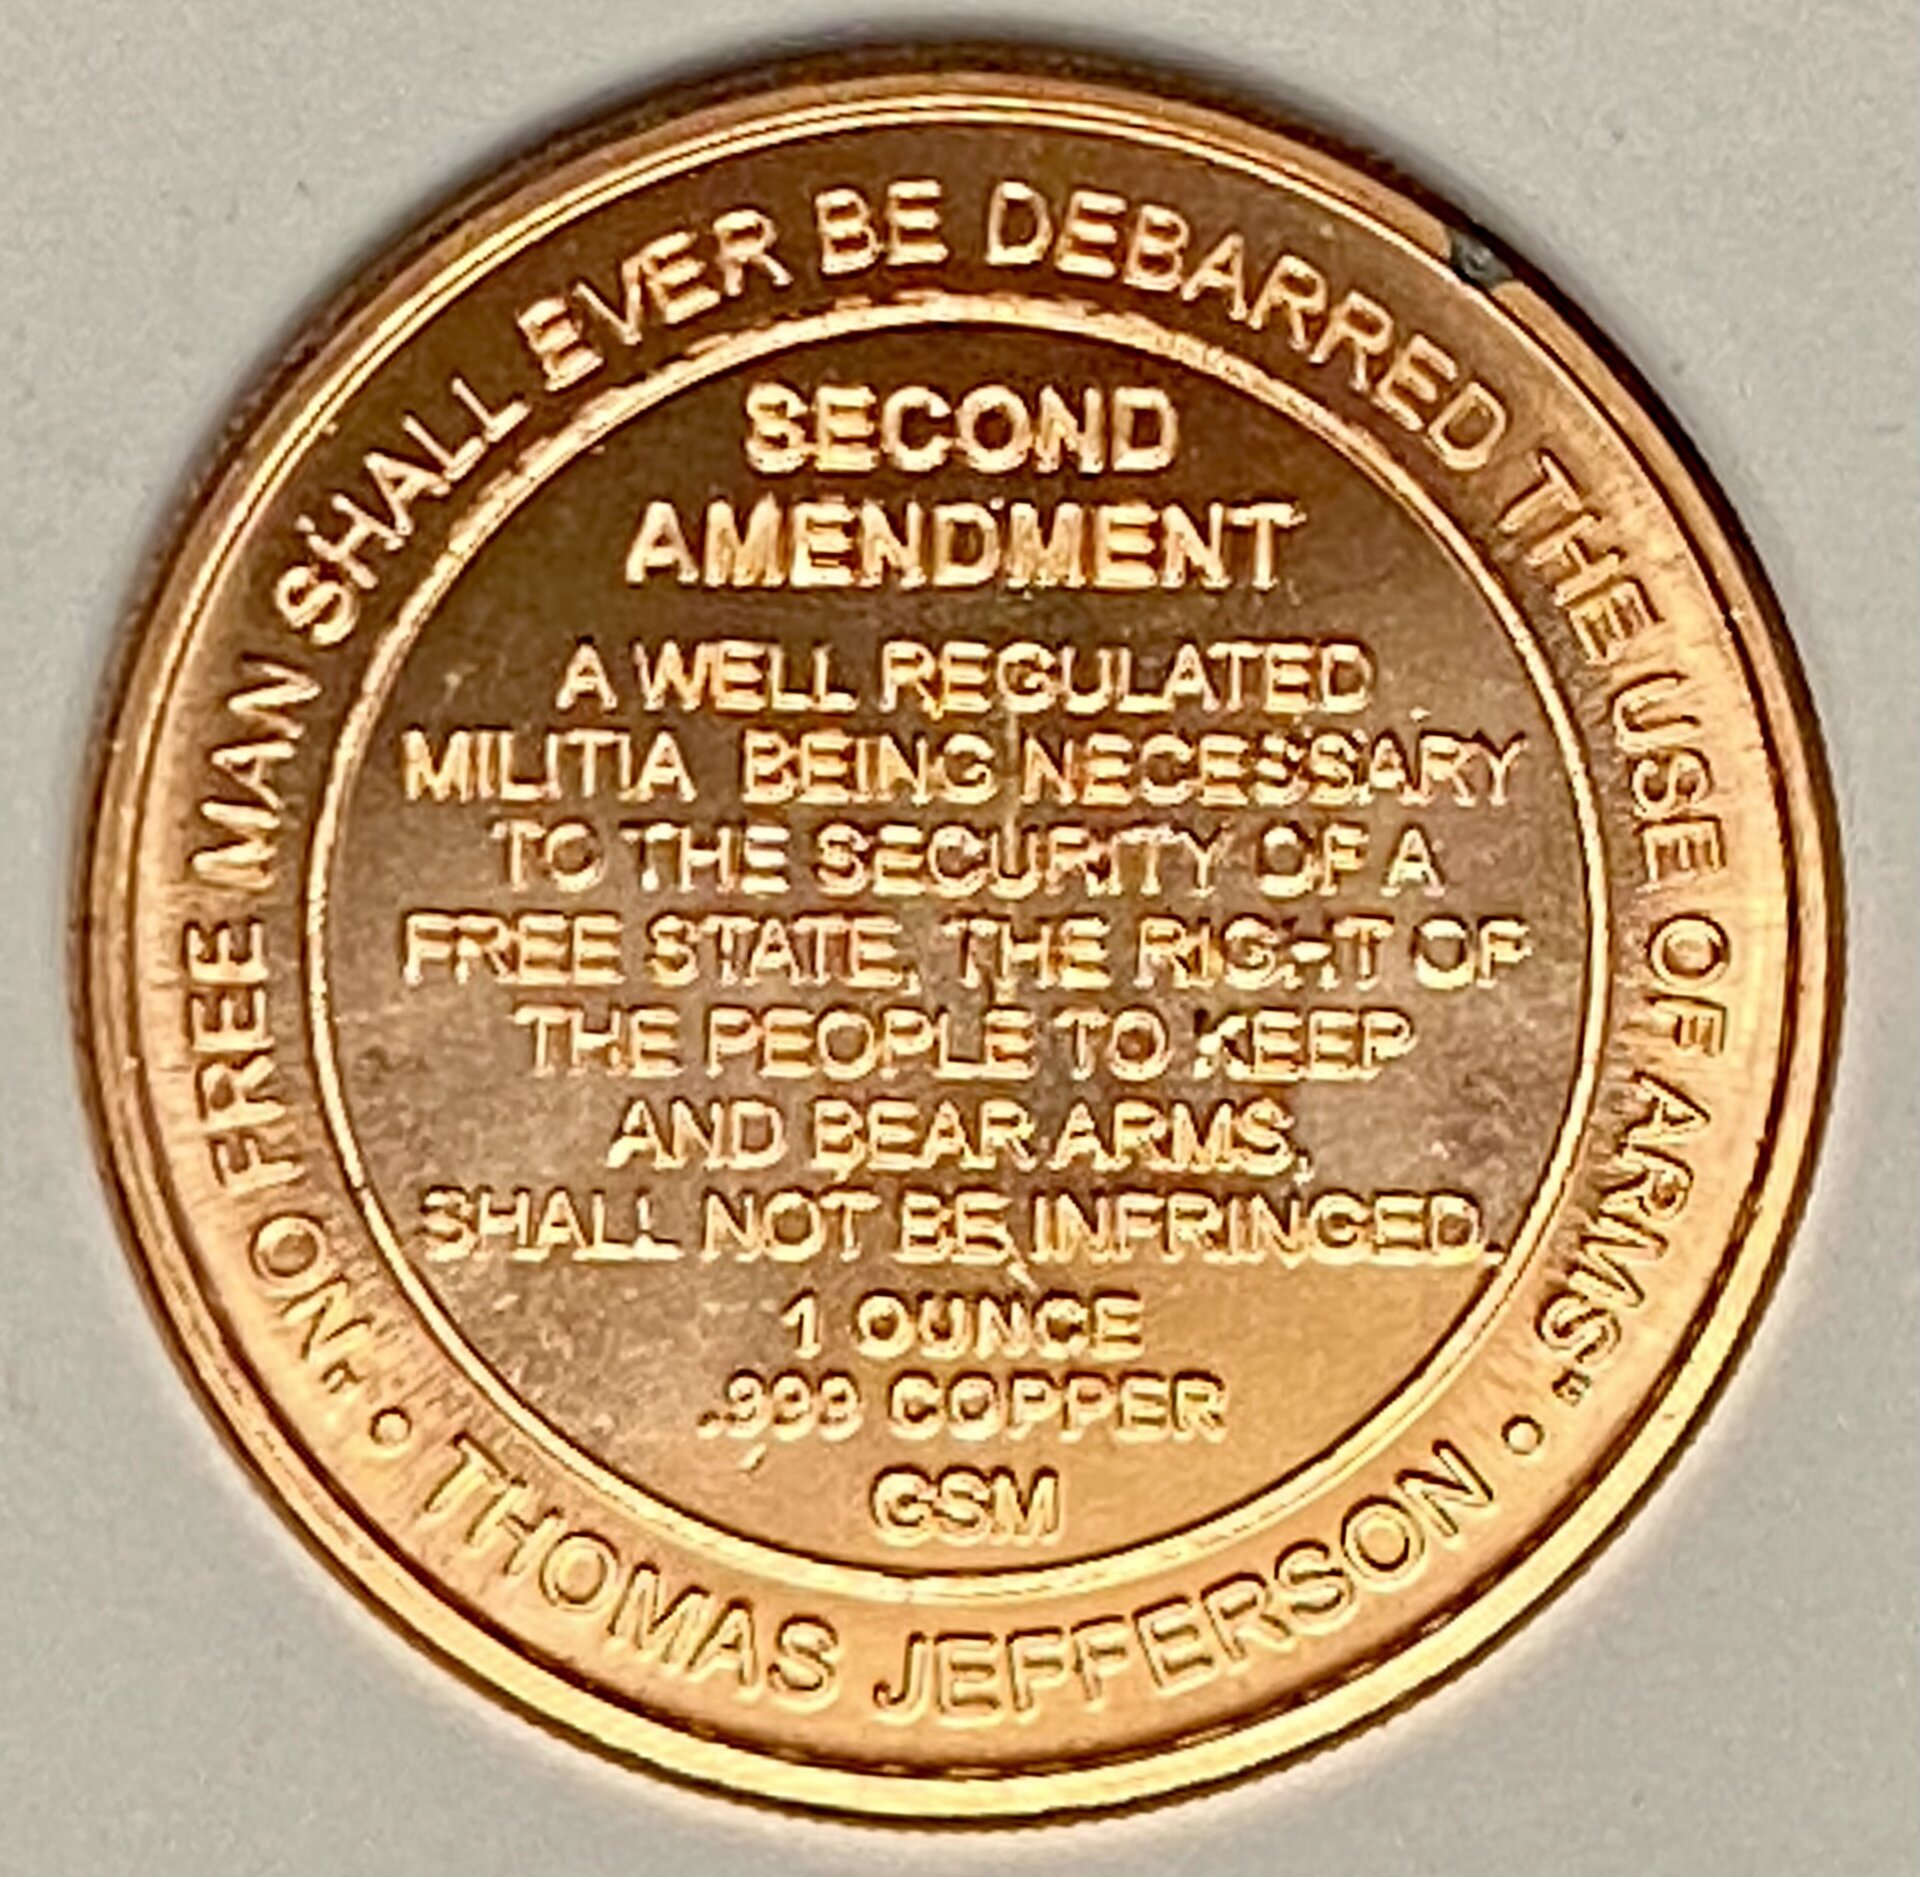 "NO FREE MAN SHALL EVER BE DEBARRED THE USE OF ARMS"
THOMAS JEFFERSON
SECOND
AMENDMENT
A WELL REGULATED
MILITIA BEING NECESSARY
TO THE SECURITY OF A
FREE STATE, THE RIGHT OF
THE PEOPLE TO KEEP
AND BEAR ARMS,
SHALL NOT BE INFRINGED.
1 OUNCE
.999 COPPER
GSM